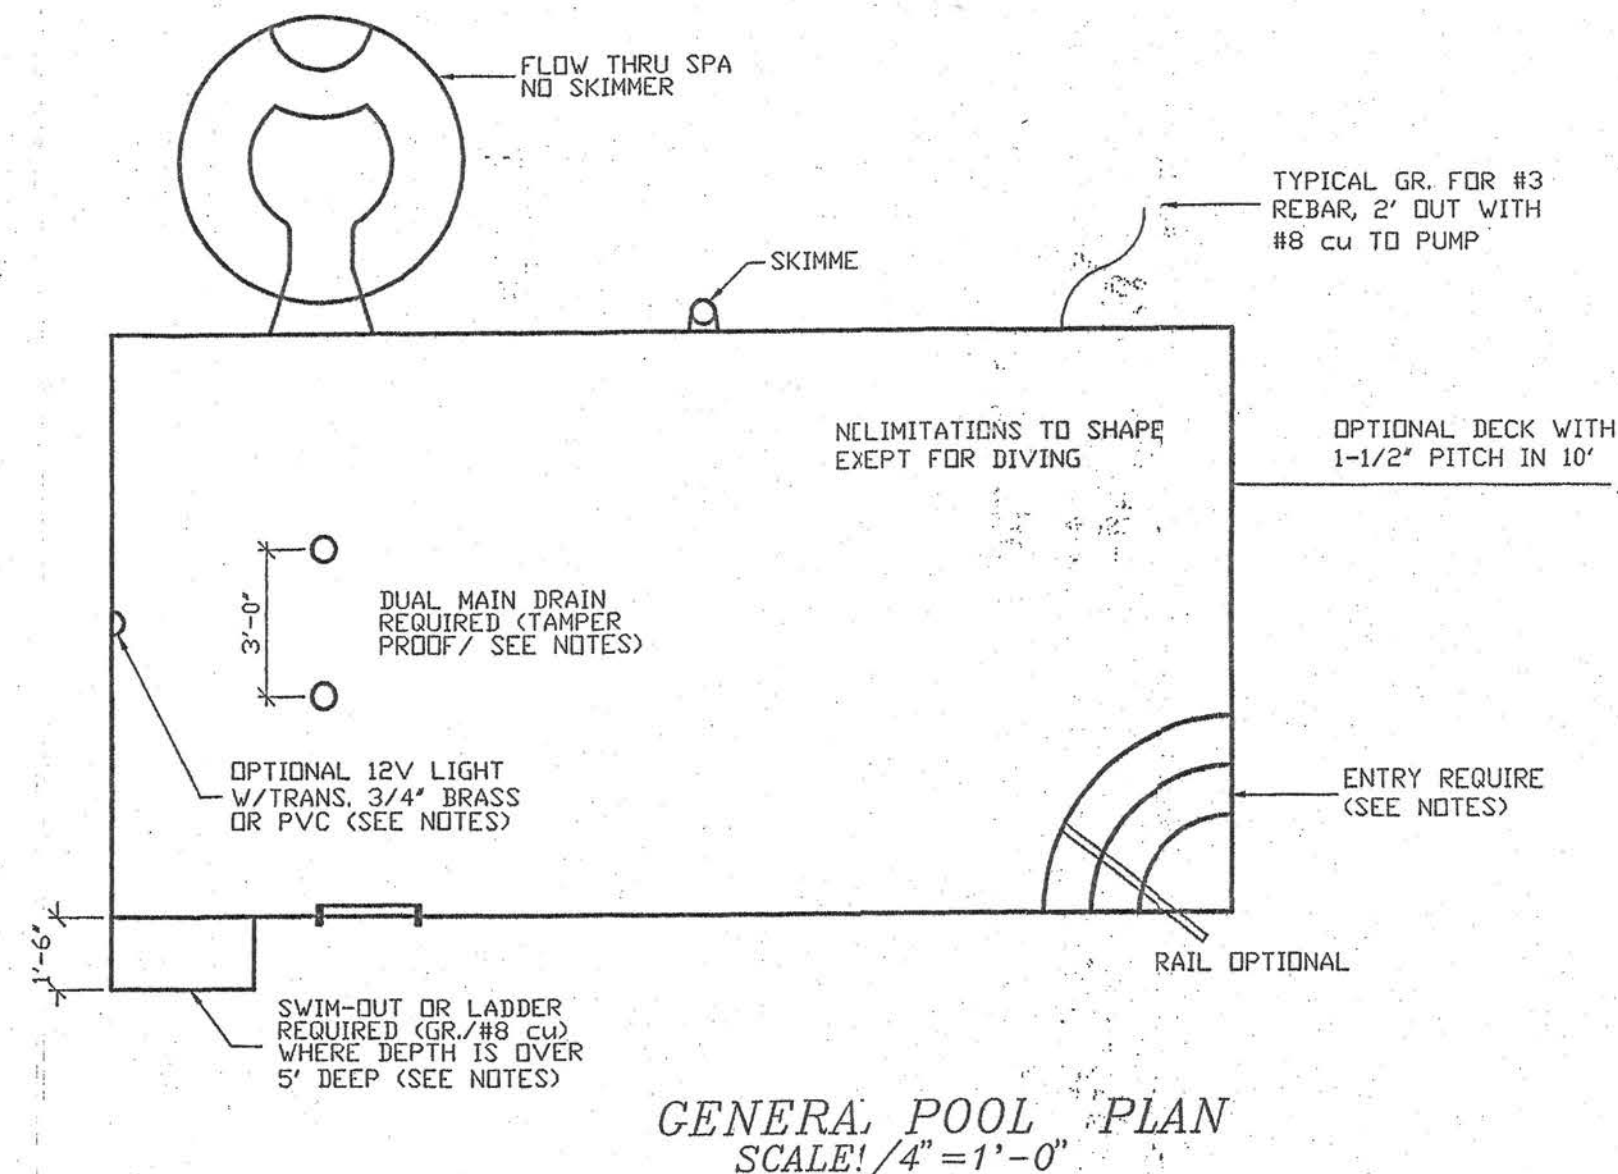 FLOW THRU SPA
NO SKIMMER
TYPICAL GR. FOR #3
REBAR, 2' OUT WITH
#8 cu TO PUMP
SKIMME
NOLIMITATIONS TO SHAPE
EXEPT FOR DIVING
OPTIONAL DECK WITH
1-1/2" PITCH IN 10'
3'-0"
DUAL MAIN DRAIN
REQUIRED (TAMPER
PROOF/ SEE NOTES)
OPTIONAL 12V LIGHT
W/TRANS. 3/4" BRASS
OR PVC (SEE NOTES)
ENTRY REQUIRE
(SEE NOTES)
1'-6"
RAIL OPTIONAL
SWIM-OUT OR LADDER
REQUIRED (GR./#8 cu)
WHERE DEPTH IS OVER
5' DEEP (SEE NOTES)
GENERA, POOL PLAN
SCALE! /4"=1'-0"